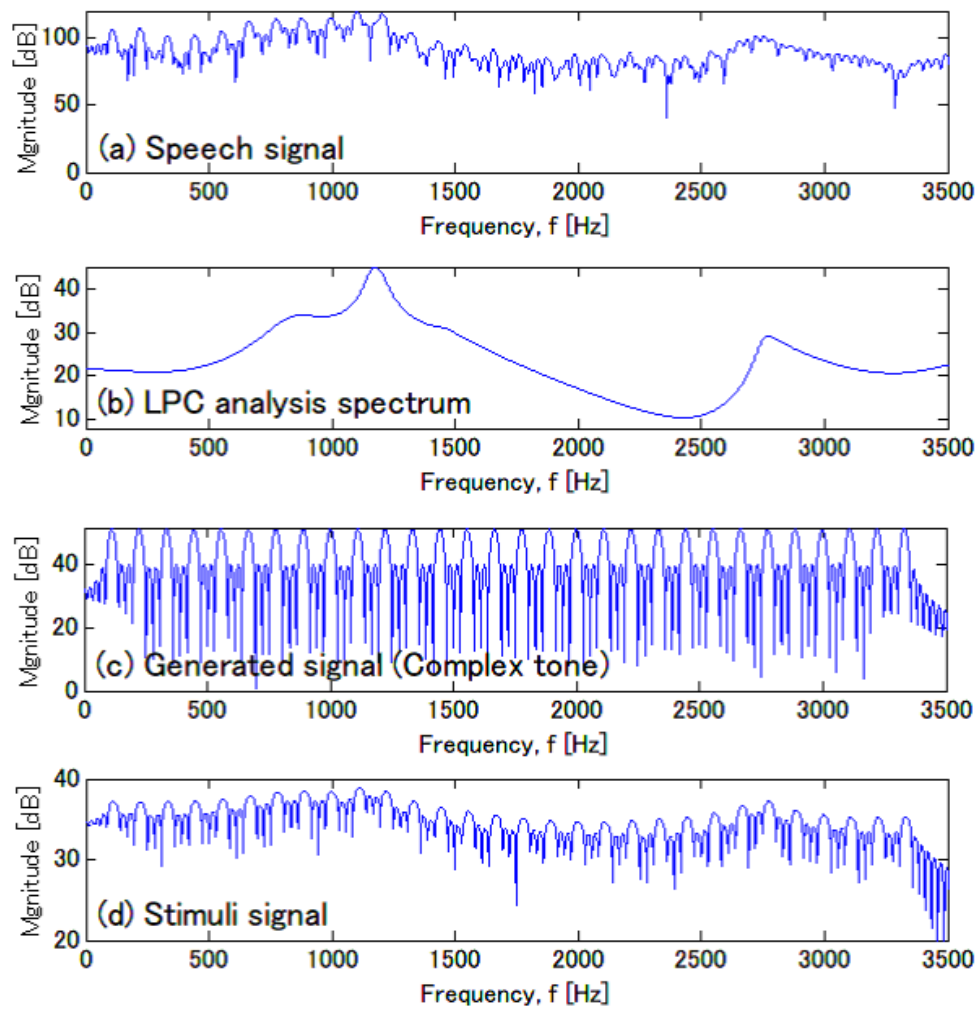 Mgnitude [dB]
100
50
0
(a) Speech signal
0 500 1000 1500 2000 2500 3000 3500
Frequency, f [Hz]
Mgnitude [dB]
40
30
20
10
(b) LPC analysis spectrum
0 500 1000 1500 2000 2500 3000 3500
Frequency, f [Hz]
Mgnitude [dB]
40
20
0
(c) Generated signal (Complex tone)
0 500 1000 1500 2000 2500 3000 3500
Frequency, f [Hz]
Mgnitude [dB]
40
30
20
(d) Stimuli signal
0 500 1000 1500 2000 2500 3000 3500
Frequency, f [Hz]